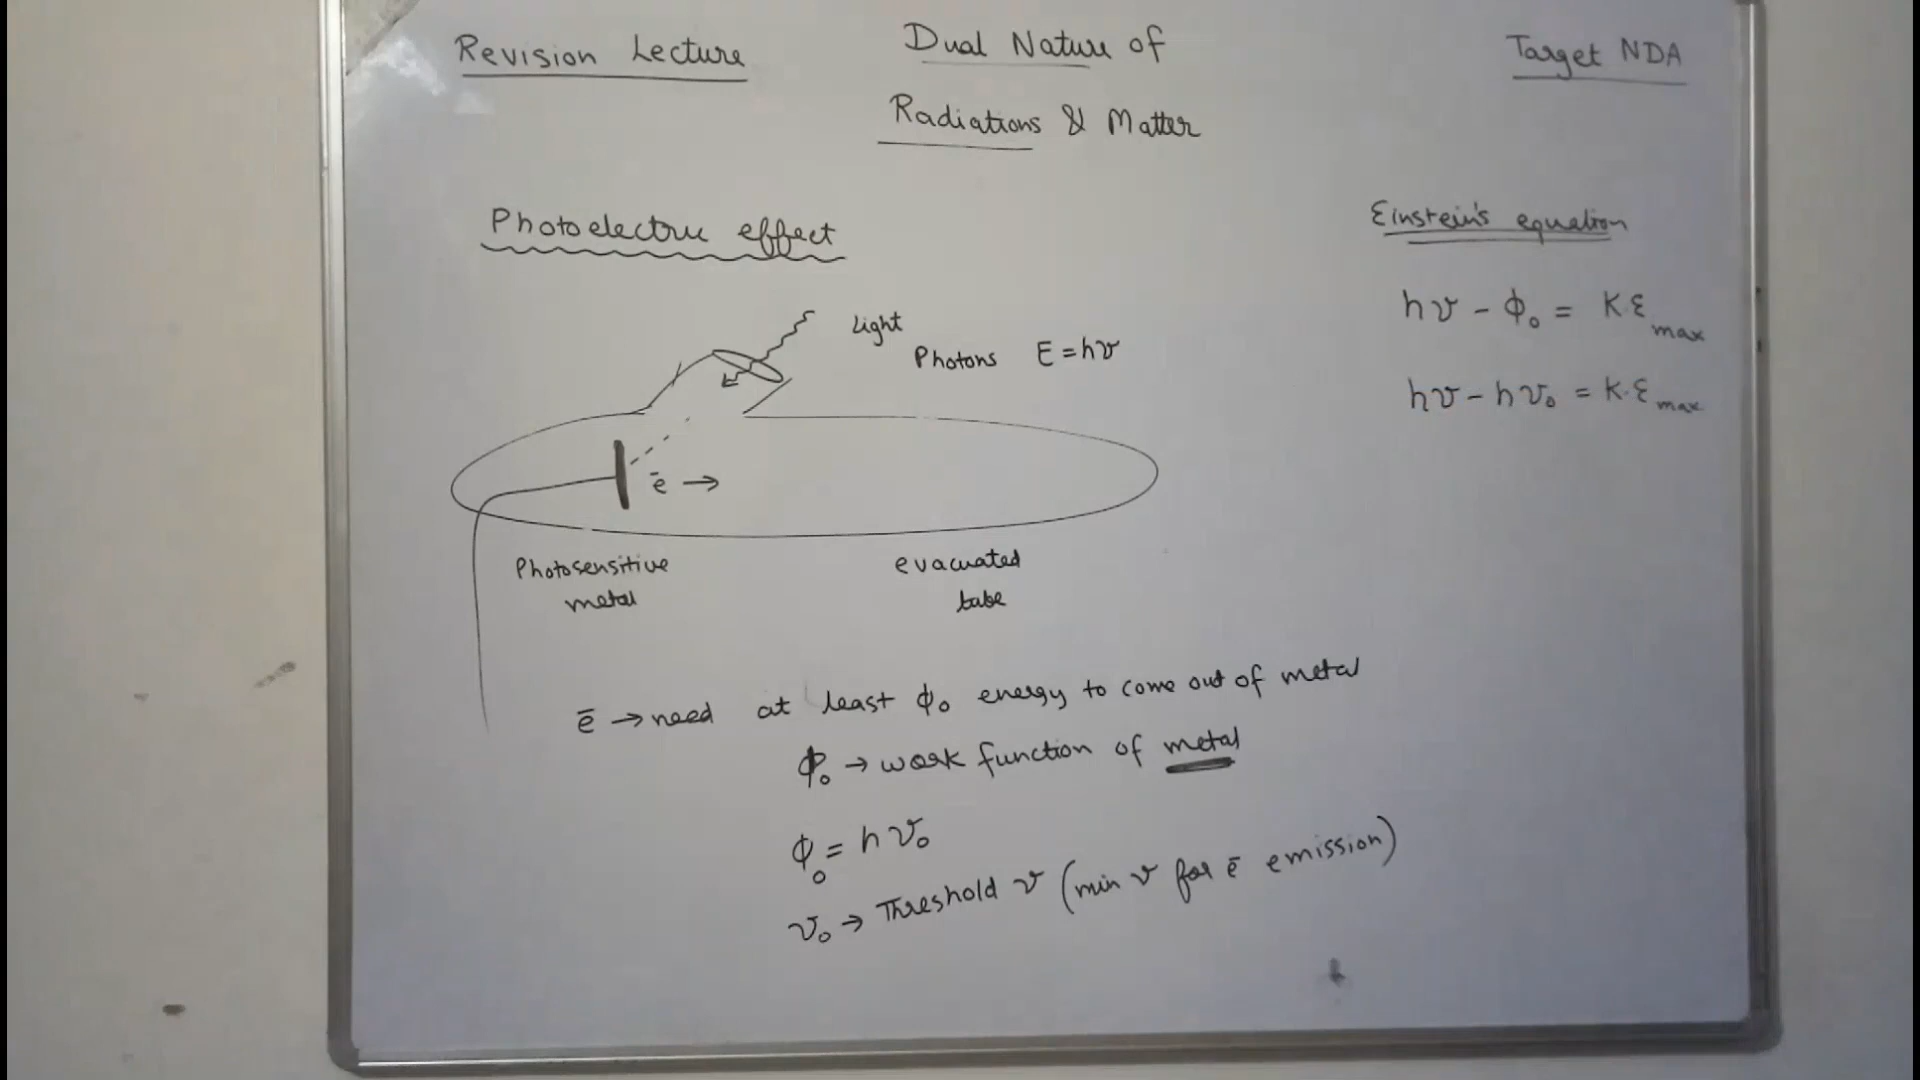 Revision Lecture
Dual Nature of
Radiations & Matter
Target NDA
Photoelectric effect
Light
Photons E = hν
ē →
Photosensitive
metal
evacuated
tube
ē → need at least ϕ₀ energy to come out of metal
ϕ₀ → work function of metal
ϕ₀ = hν₀
ν₀ → Threshold ν (min ν for ē emission)
Einstein's equation
hν - ϕ₀ = KE max
hν - hν₀ = K.E max